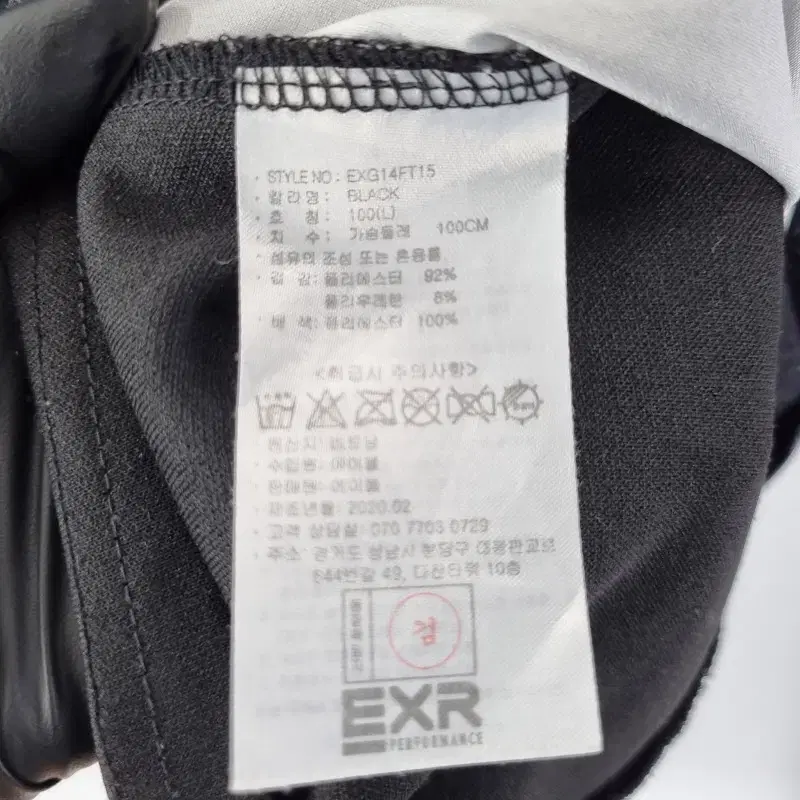 · STYLE NO : EXG14FT15
· 칼라명 : BLACK
· 호 칭 : 100(L)
· 치 수 : 가슴둘레 100CM
· 섬유의 조성 또는 혼용률
· 겉 감 : 폴리에스터 92%
폴리우레탄 8%
· 배 색 : 폴리에스터 100%
<취급시 주의사항>
· 원산지 : 베트남
· 수입원 : 에이블
· 판매원 : 에이블
· 제조년월 : 2020.02
· 고객 상담실 : 070 7703 0729
· 주소 : 경기도 성남시 분당구 대왕판교로
644번길 49, 다산타워 10층
검
EXR
PERFORMANCE